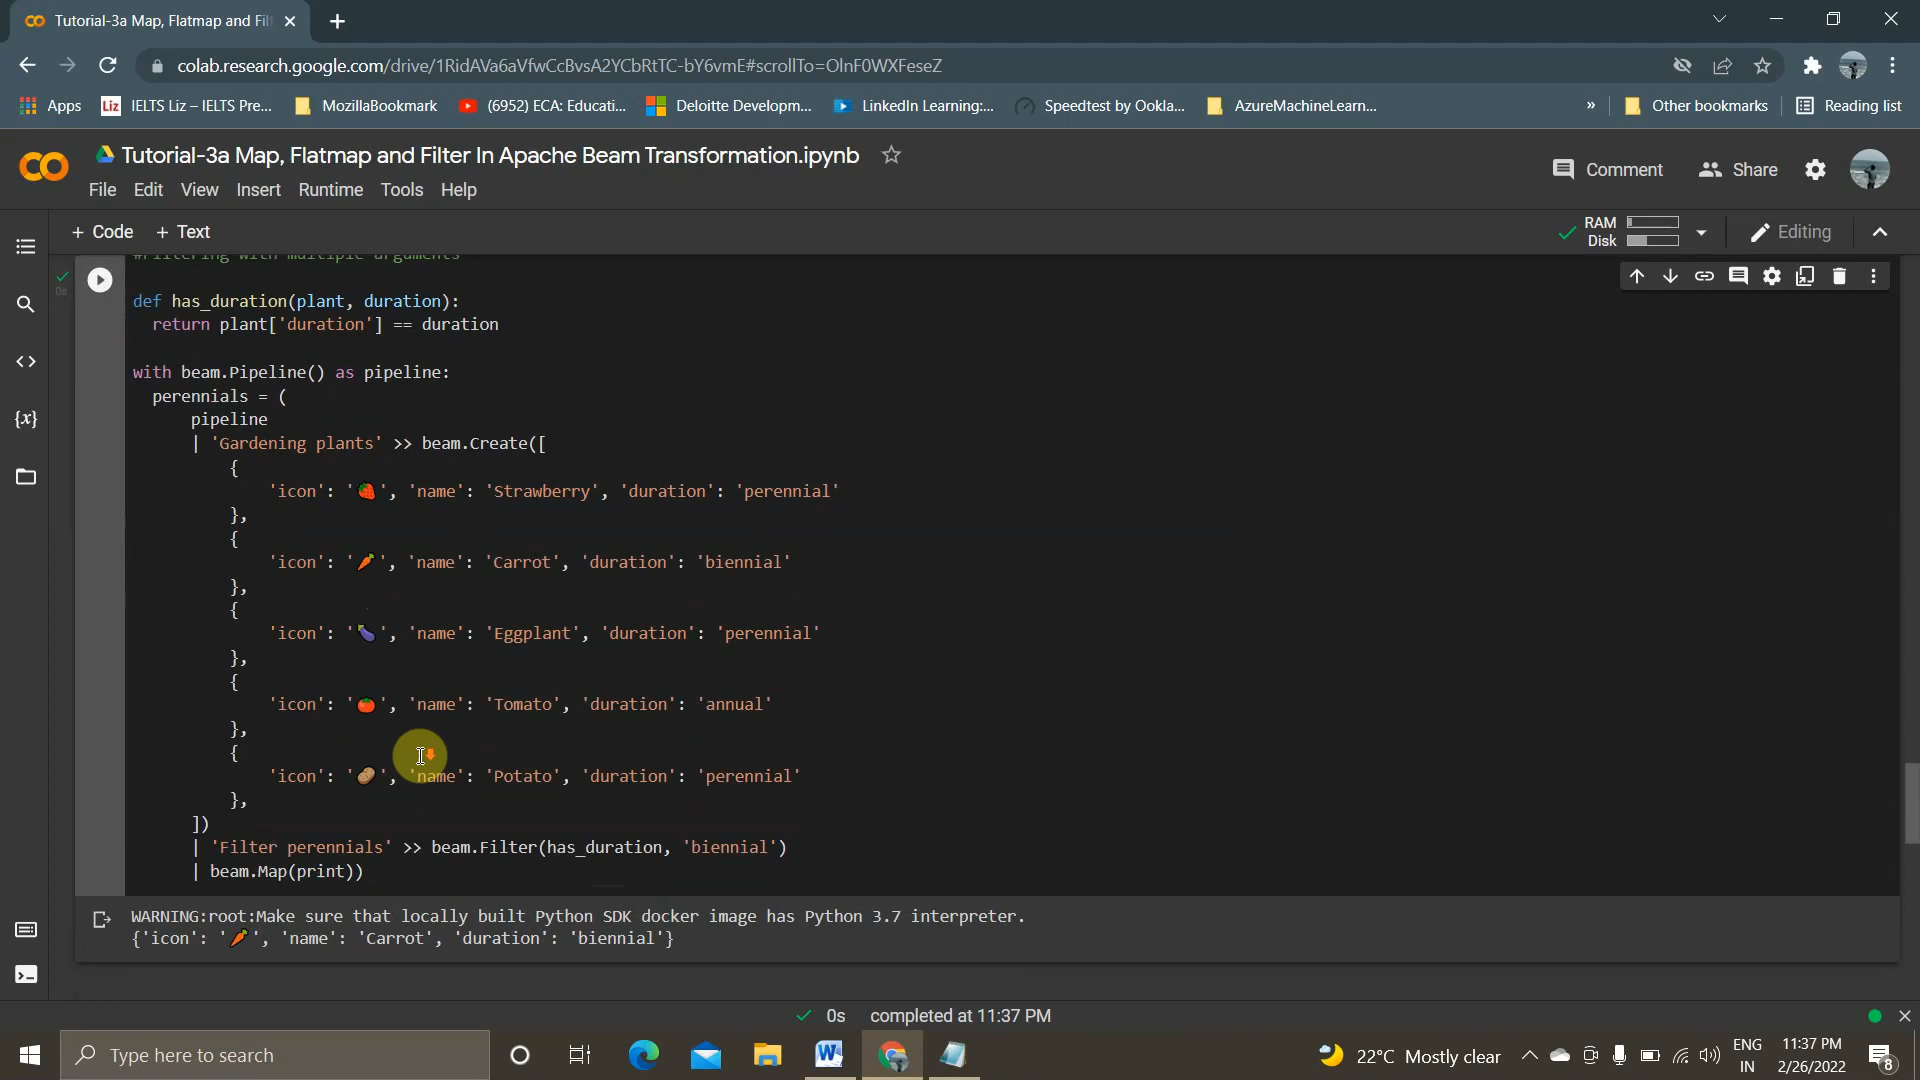 Tutorial-3a Map, Flatmap and Fil
colab.research.google.com/drive/1RidAVa6aVfwCcBvsA2YCbRtTC-bY6vmE#scrollTo=OlnF0WXFeseZ
Apps Liz IELTS Liz – IELTS Pre... MozillaBookmark (6952) ECA: Educati... Deloitte Developm... LinkedIn Learning:... Speedtest by Ookla... AzureMachineLearn... » Other bookmarks Reading list
Tutorial-3a Map, Flatmap and Filter In Apache Beam Transformation.ipynb
Comment Share
File Edit View Insert Runtime Tools Help
+ Code + Text RAM Disk Editing
#Filtering with multiple arguments
0s
def has_duration(plant, duration):
return plant['duration'] == duration
with beam.Pipeline() as pipeline:
perennials = (
pipeline
| 'Gardening plants' >> beam.Create([
{
'icon': '🍓', 'name': 'Strawberry', 'duration': 'perennial'
},
{
'icon': '🥕', 'name': 'Carrot', 'duration': 'biennial'
},
{
'icon': '🍆', 'name': 'Eggplant', 'duration': 'perennial'
},
{
'icon': '🍅', 'name': 'Tomato', 'duration': 'annual'
},
{
'icon': '🥔', 'name': 'Potato', 'duration': 'perennial'
},
])
| 'Filter perennials' >> beam.Filter(has_duration, 'biennial')
| beam.Map(print))
WARNING:root:Make sure that locally built Python SDK docker image has Python 3.7 interpreter.
{'icon': '🥕', 'name': 'Carrot', 'duration': 'biennial'}
0s completed at 11:37 PM
Type here to search
22°C Mostly clear
ENG
IN
11:37 PM
2/26/2022
8